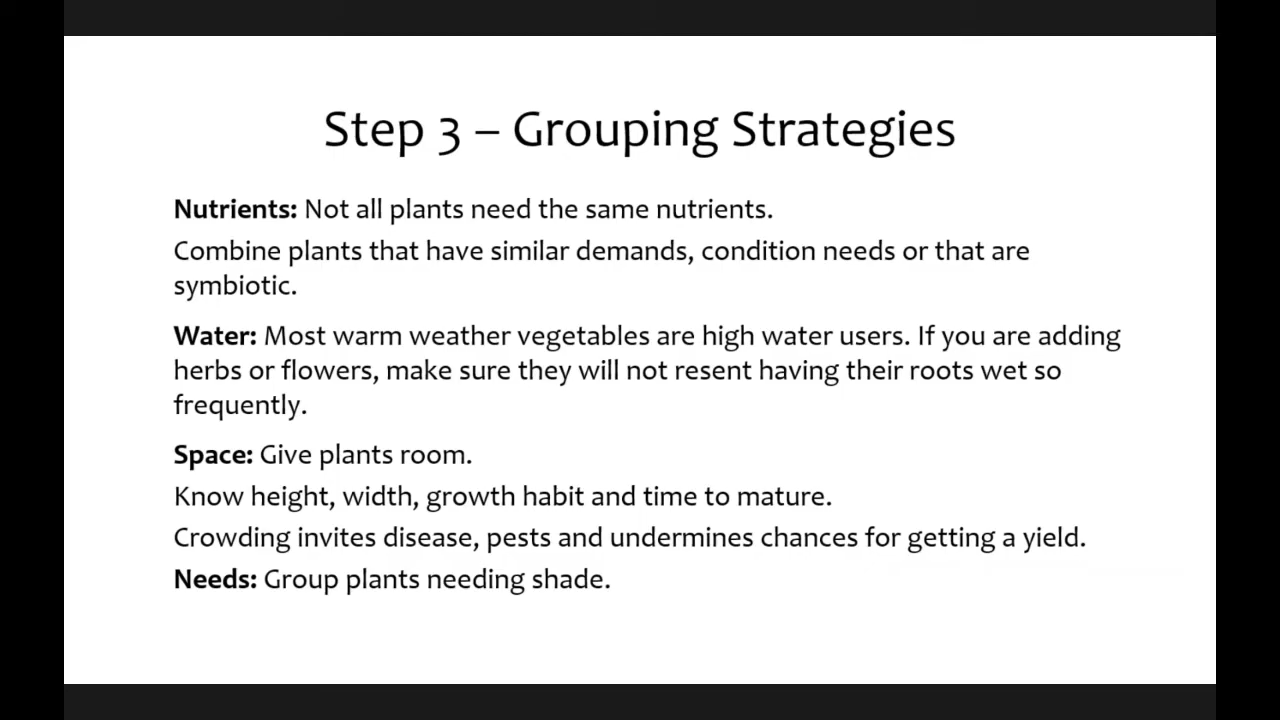 Step 3 – Grouping Strategies
Nutrients: Not all plants need the same nutrients.
Combine plants that have similar demands, condition needs or that are
symbiotic.
Water: Most warm weather vegetables are high water users. If you are adding
herbs or flowers, make sure they will not resent having their roots wet so
frequently.
Space: Give plants room.
Know height, width, growth habit and time to mature.
Crowding invites disease, pests and undermines chances for getting a yield.
Needs: Group plants needing shade.